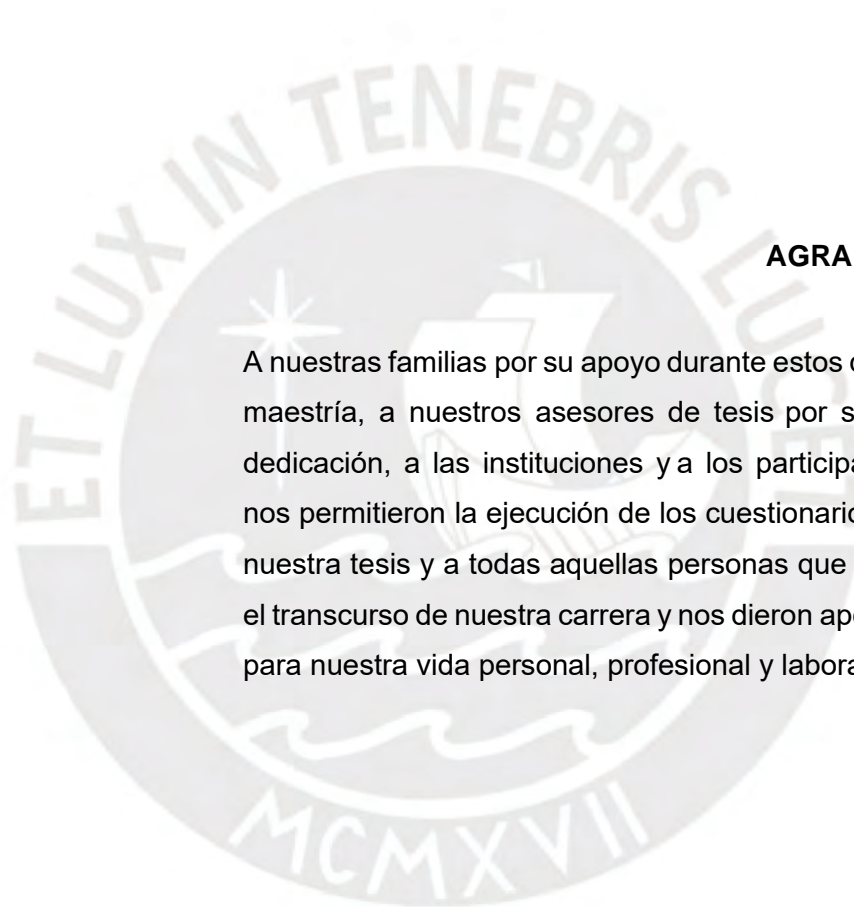 ET LUX IN TENEBRIS LUCET
AGRA
A nuestras familias por su apoyo durante estos
maestría, a nuestros asesores de tesis por s
dedicación, a las instituciones y a los particip
nos permitieron la ejecución de los cuestionari
nuestra tesis y a todas aquellas personas que
el transcurso de nuestra carrera y nos dieron ap
para nuestra vida personal, profesional y labor
MCMXVII